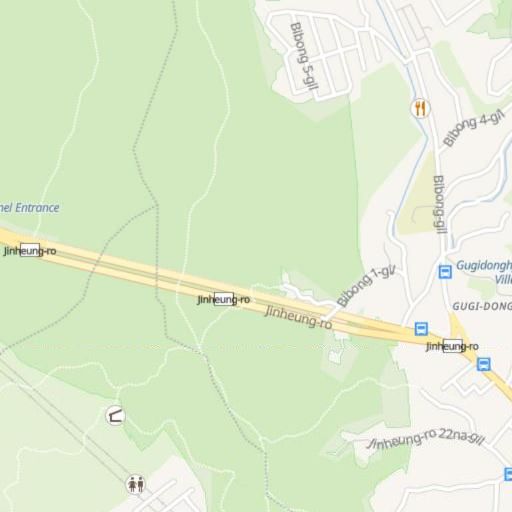 Bibong 5-gil
Bibong 4-gil
Bibong-gil
nel Entrance
Jinheung-ro
Gugidongh
Ville
Bibong 1-gil
Jinheung-ro
Jinheung-ro
GUGI-DONG
Jinheung-ro
Jinheung-ro 22na-gil